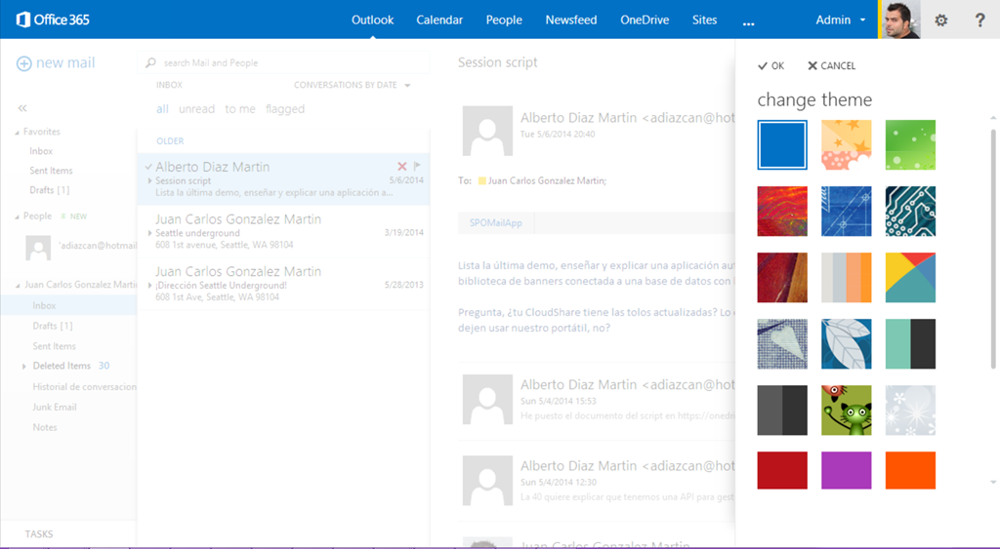 Office 365
Outlook Calendar People Newsfeed OneDrive Sites ... Admin ?
new mail
Favorites
Inbox
Sent Items
Drafts [1]
People NEW
'adiazcan@hotmail
Juan Carlos Gonzalez Martin
Inbox
Drafts [1]
Sent Items
Deleted Items 30
Historial de conversacion
Junk Email
Notes
TASKS
search Mail and People
INBOX CONVERSATIONS BY DATE
all unread to me flagged
OLDER
Alberto Diaz Martin
Session script 5/6/2014
Lista la última demo, enseñar y explicar una aplicación a...
Juan Carlos Gonzalez Martin
Seattle underground 3/19/2014
608 1st avenue, Seattle, WA 98104
Juan Carlos Gonzalez Martin
¡Dirección Seattle Underground! 5/28/2013
608 1st Ave, Seattle, WA 98104
Session script
Alberto Diaz Martin <adiazcan@hot
Tue 5/6/2014 20:40
To: Juan Carlos Gonzalez Martin;
SPOMailApp
Lista la última demo, enseñar y explicar una aplicación aut
biblioteca de banners conectada a una base de datos con
Pregunta, ¿tu CloudShare tiene las tolos actualizadas? Lo
dejen usar nuestro portátil, no?
Alberto Diaz Martin <adiazcan@hot
Sun 5/4/2014 15:53
He puesto el documento del script en https://onedri
Alberto Diaz Martin <adiazcan@hot
Sun 5/4/2014 12:30
La 40 quiere explicar que tenemos una API para gest
Juan Carlos Gonzalez Martin
OK CANCEL
change theme